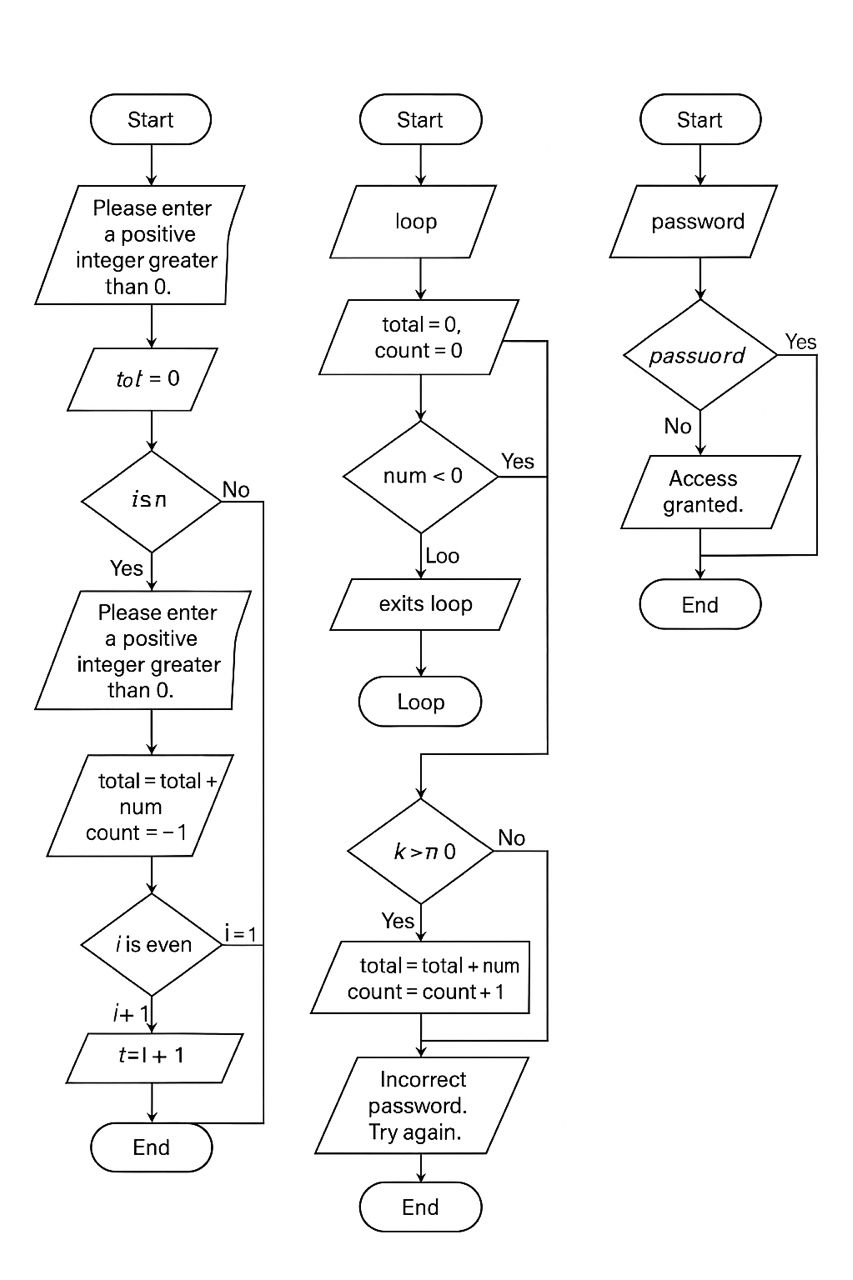 Start
Please enter
a positive
integer greater
than 0.
tot = 0
i≤n
No
Yes
Please enter
a positive
integer greater
than 0.
total = total +
num
count = −1
i is even
i = 1
i + 1
t = I + 1
End
Start
loop
total = 0,
count = 0
num < 0
Yes
Loo
exits loop
Loop
k > n 0
No
Yes
total = total + num
count = count + 1
Incorrect
password.
Try again.
End
Start
password
passuord
Yes
No
Access
granted.
End